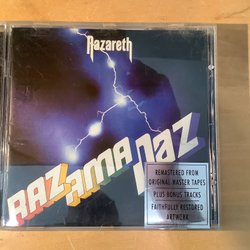 Nazareth
RAZAMANAZ
REMASTERED FROM
ORIGINAL MASTER TAPES
PLUS BONUS TRACKS
FAITHFULLY RESTORED
ARTWORK